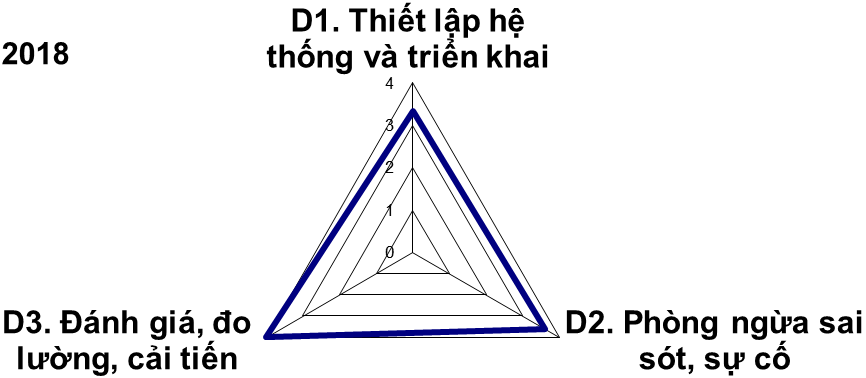 D1. Thiết lập hệ
thống và triển khai
2018
4
3
2
1
0
D3. Đánh giá, đo
lường, cải tiến
D2. Phòng ngừa sai
sót, sự cố